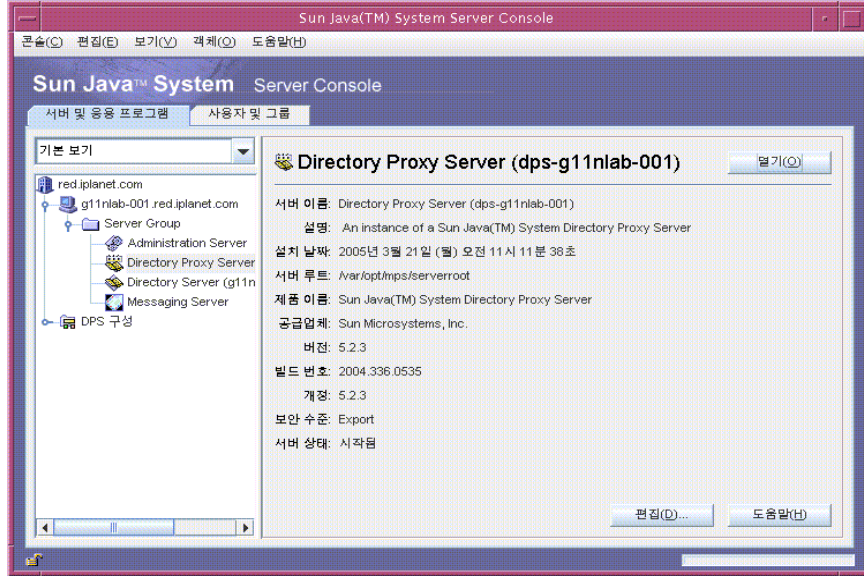 Sun Java(TM) System Server Console
콘솔(C) 편집(E) 보기(V) 객체(O) 도움말(H)
Sun Java™ System Server Console
서버 및 응용 프로그램 사용자 및 그룹
기본 보기
red.iplanet.com
g11nlab-001.red.iplanet.com
Server Group
Administration Server
Directory Proxy Server
Directory Server (g11n
Messaging Server
DPS 구성
Directory Proxy Server (dps-g11nlab-001) 열기(O)
서버 이름: Directory Proxy Server (dps-g11nlab-001)
설명: An instance of a Sun Java(TM) System Directory Proxy Server
설치 날짜: 2005년 3월 21일 (월) 오전 11시 11분 38초
서버 루트: /var/opt/mps/serverroot
제품 이름: Sun Java(TM) System Directory Proxy Server
공급업체: Sun Microsystems, Inc.
버전: 5.2.3
빌드 번호: 2004.336.0535
개정: 5.2.3
보안 수준: Export
서버 상태: 시작됨
편집(D)... 도움말(H)